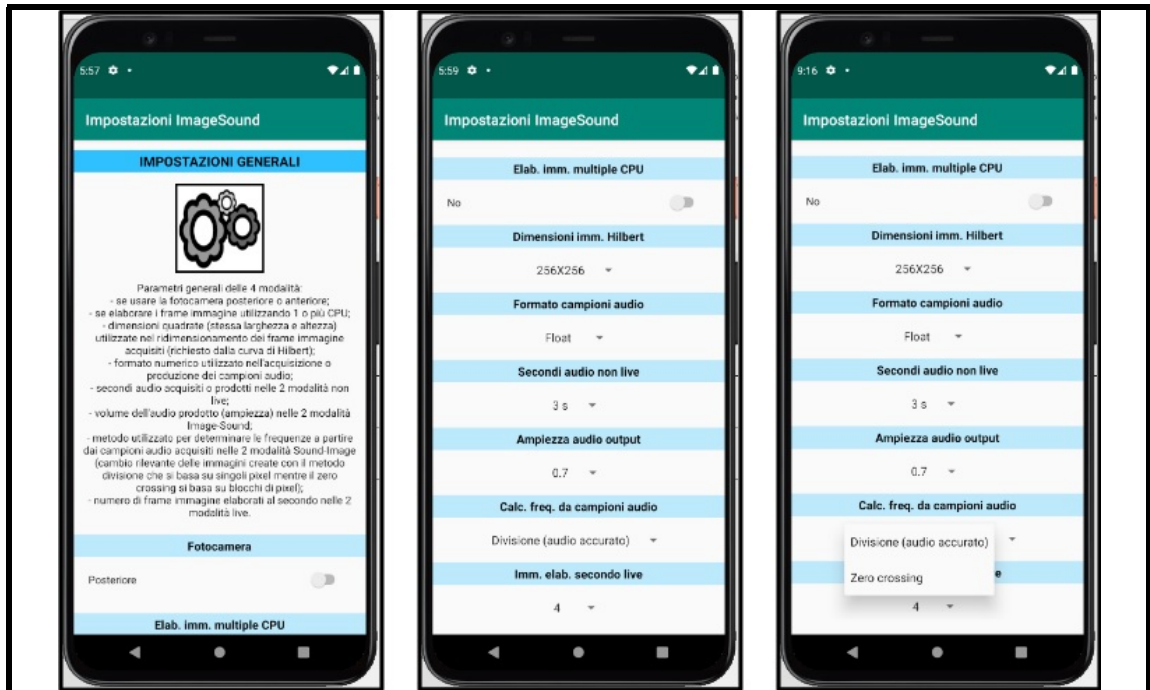 5:57
Impostazioni ImageSound
IMPOSTAZIONI GENERALI
Parametri generali delle 4 modalità:
- se usare la fotocamera posteriore o anteriore;
- se elaborare i frame immagine utilizzando 1 o più CPU;
- dimensioni quadrate (stessa larghezza e altezza)
utilizzate nel ridimensionamento dei frame immagine
acquisiti (richiesto dalla curva di Hilbert);
- formato numerico utilizzato nell'acquisizione o
produzione dei campioni audio;
- secondi audio acquisiti o prodotti nelle 2 modalità non
live;
- volume dell'audio prodotto (ampiezza) nelle 2 modalità
Image-Sound;
- metodo utilizzato per determinare le frequenze a partire
dai campioni audio acquisiti nelle 2 modalità Sound-Image
(cambio rilevante delle immagini create con il metodo
divisione che si basa su singoli pixel mentre il zero
crossing si basa su blocchi di pixel);
- numero di frame immagine elaborati al secondo nelle 2
modalità live.
Fotocamera
Posteriore
Elab. imm. multiple CPU
5:59
Impostazioni ImageSound
Elab. imm. multiple CPU
No
Dimensioni imm. Hilbert
256X256
Formato campioni audio
Float
Secondi audio non live
3 s
Ampiezza audio output
0.7
Calc. freq. da campioni audio
Divisione (audio accurato)
Imm. elab. secondo live
4
9:16
Impostazioni ImageSound
Elab. imm. multiple CPU
No
Dimensioni imm. Hilbert
256X256
Formato campioni audio
Float
Secondi audio non live
3 s
Ampiezza audio output
0.7
Calc. freq. da campioni audio
Divisione (audio accurato)
Zero crossing
e
4